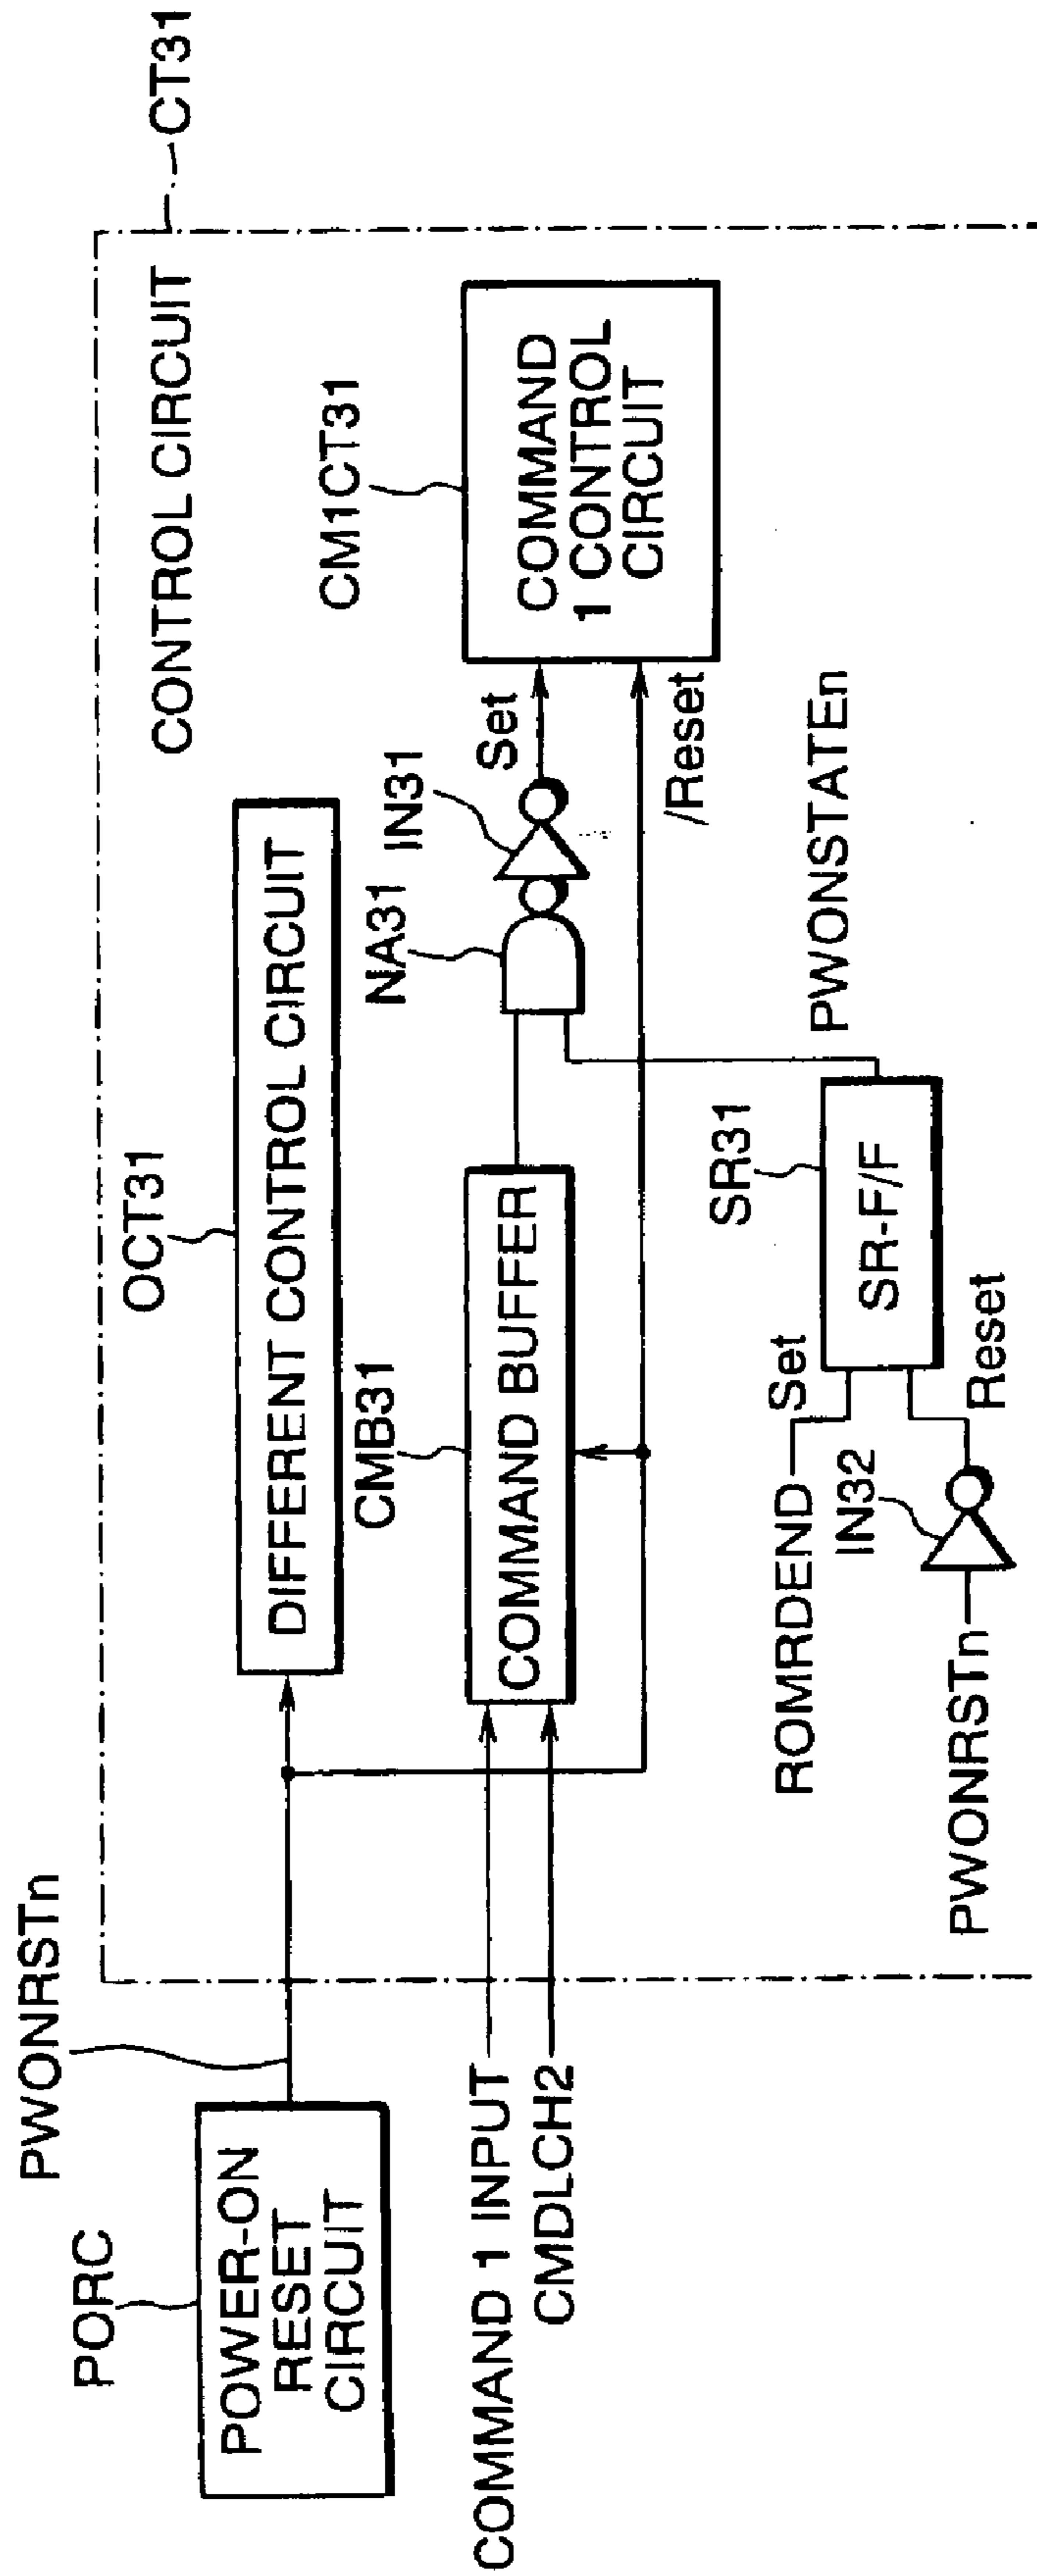 PORC
POWER-ON
RESET
CIRCUIT
PWONRSTn
COMMAND 1 INPUT
CMDLCH2
CT31
CONTROL CIRCUIT
OCT31
DIFFERENT CONTROL CIRCUIT
CMB31
COMMAND BUFFER
NA31
IN31
Set
/Reset
CM1CT31
COMMAND
1 CONTROL
CIRCUIT
PWONSTATEn
SR31
SR-F/F
ROMRDEND
Set
IN32
Reset
PWONRSTn